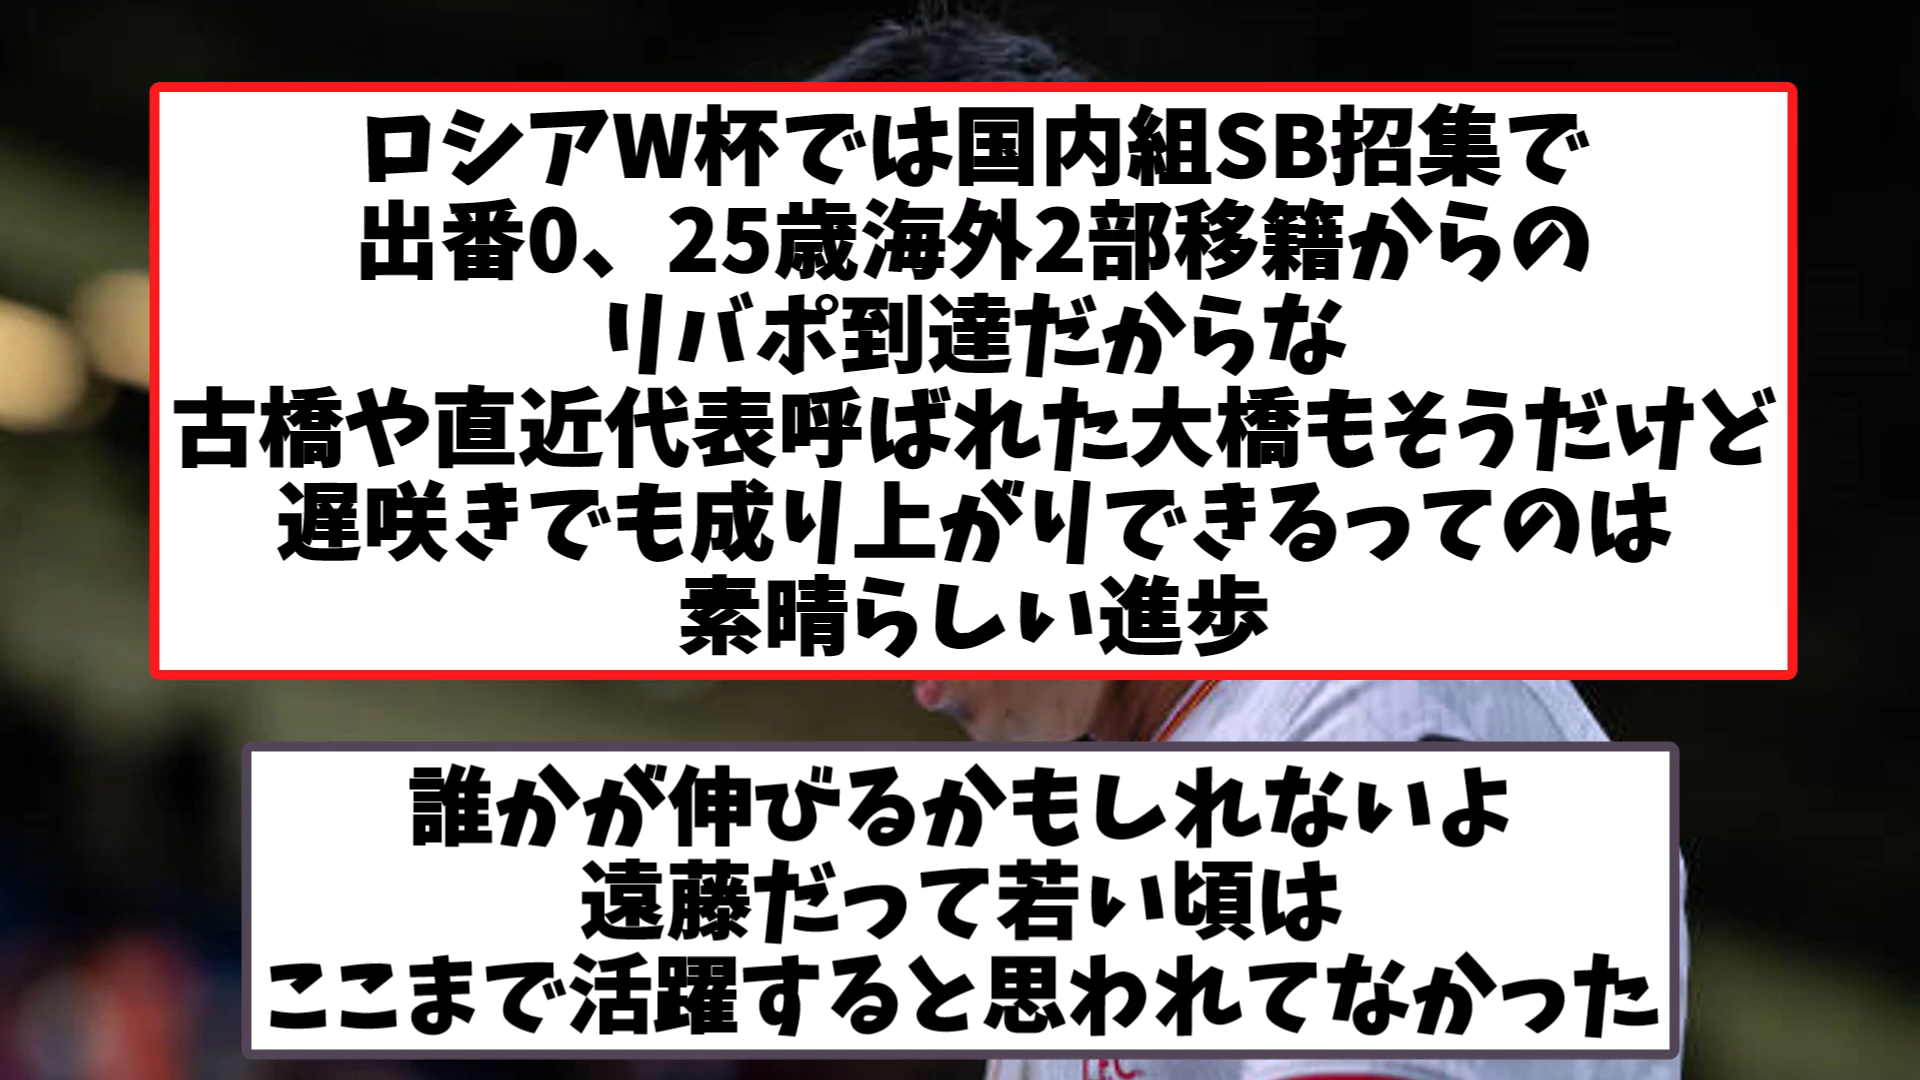 ロシアW杯では国内組SB招集で
出番0、25歳海外2部移籍からの
リバポ到達だからな
古橋や直近代表呼ばれた大橋もそうだけど
遅咲きでも成り上がりできるってのは
素晴らしい進歩
誰かが伸びるかもしれないよ
遠藤だって若い頃は
ここまで活躍すると思われてなかった